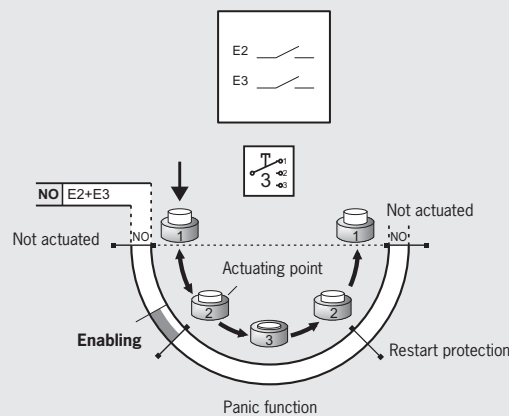 E2
E3
1
2
3
3
NO E2+E3
Not actuated
NO
1
1
NO
Not actuated
Actuating point
2
2
3
Enabling
Restart protection
Panic function